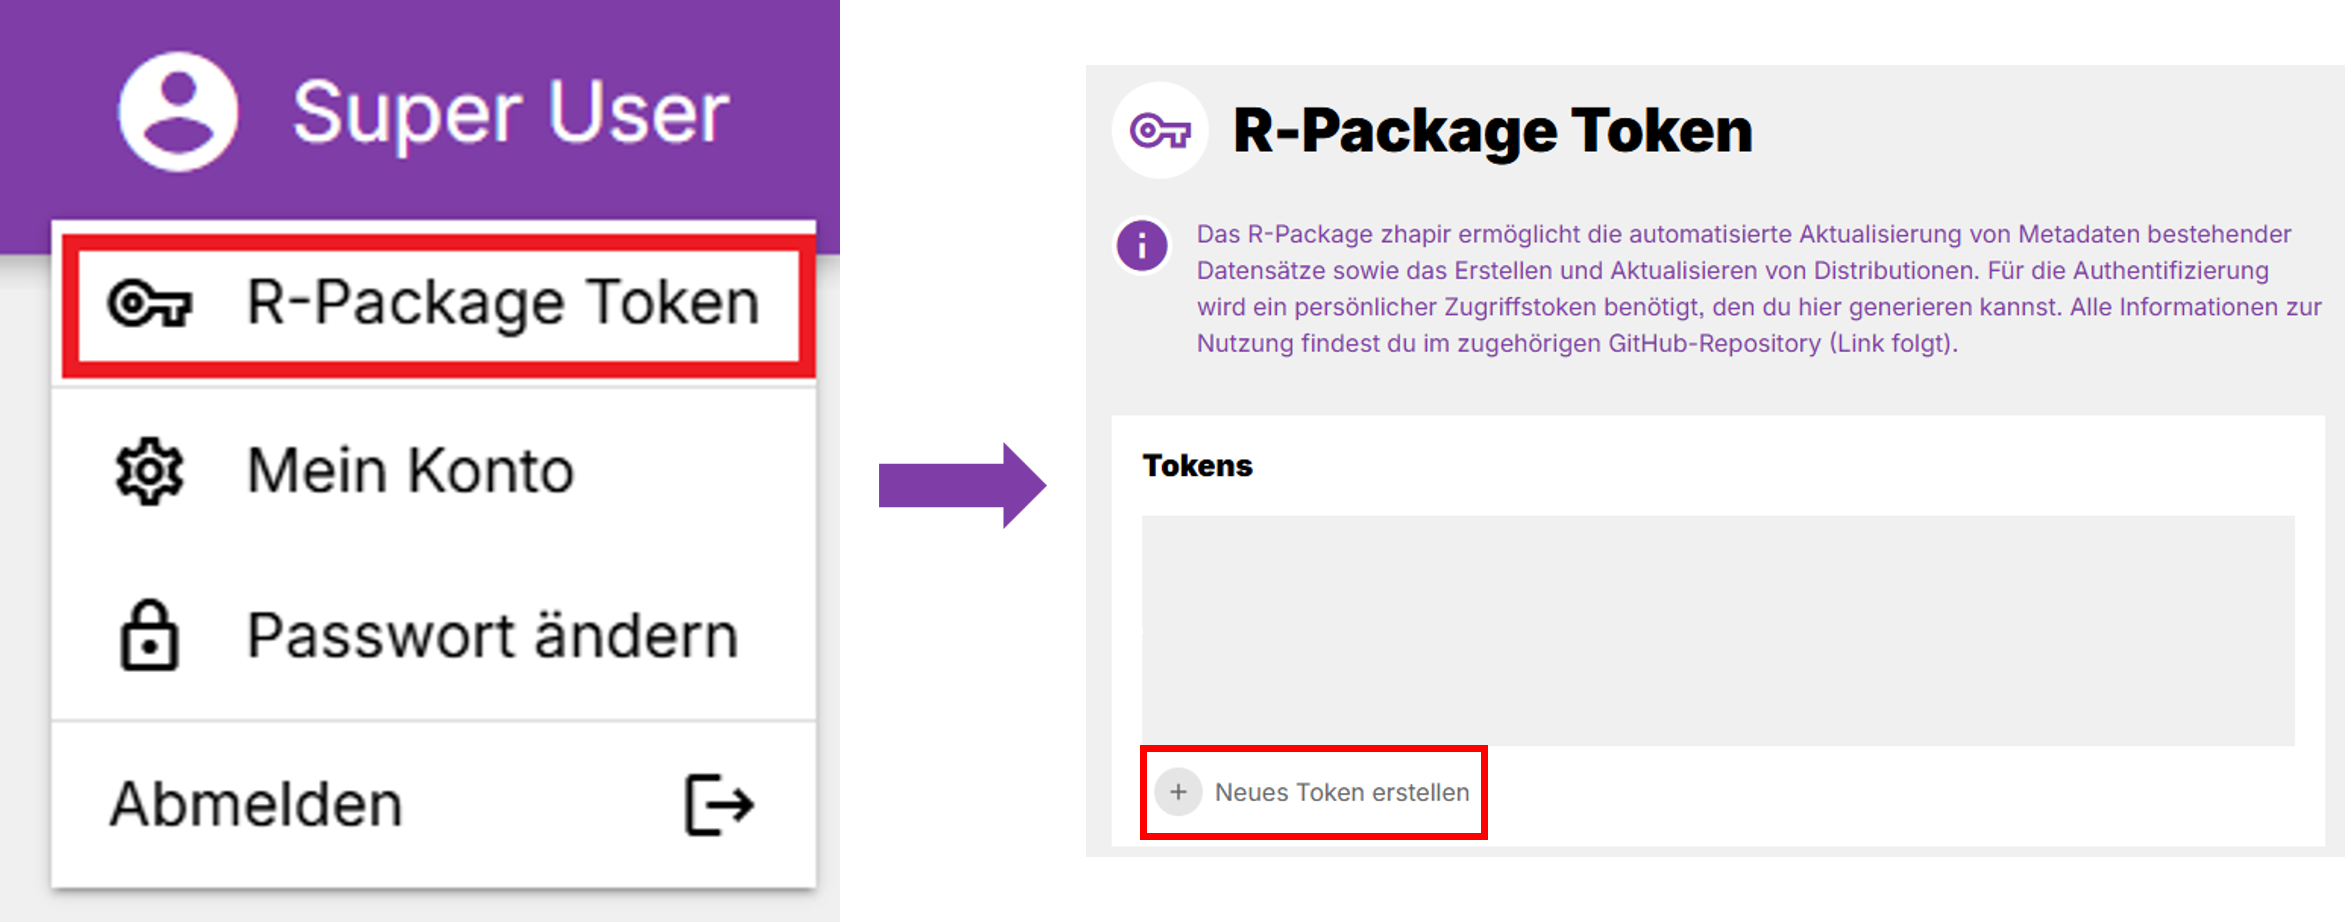 Super User
R-Package Token
Mein Konto
Passwort ändern
Abmelden
R-Package Token
Das R-Package zhapir ermöglicht die automatisierte Aktualisierung von Metadaten bestehender
Datensätze sowie das Erstellen und Aktualisieren von Distributionen. Für die Authentifizierung
wird ein persönlicher Zugriffstoken benötigt, den du hier generieren kannst. Alle Informationen zur
Nutzung findest du im zugehörigen GitHub-Repository (Link folgt).
Tokens
Neues Token erstellen